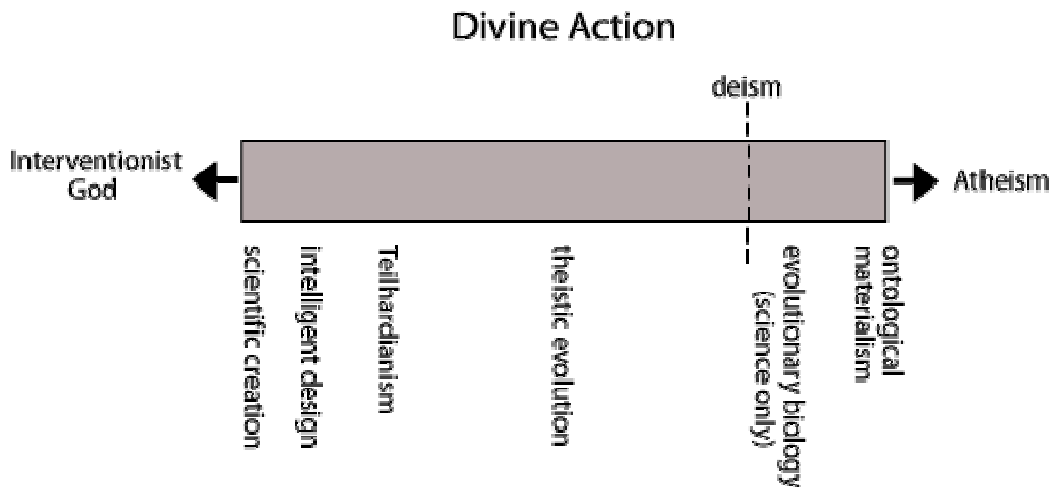 Divine Action
deism
Interventionist
God
Atheism
scientific creation
intelligent design
Teilhardianism
theistic evolution
evolutionary biology
(science only)
ontological
materialism